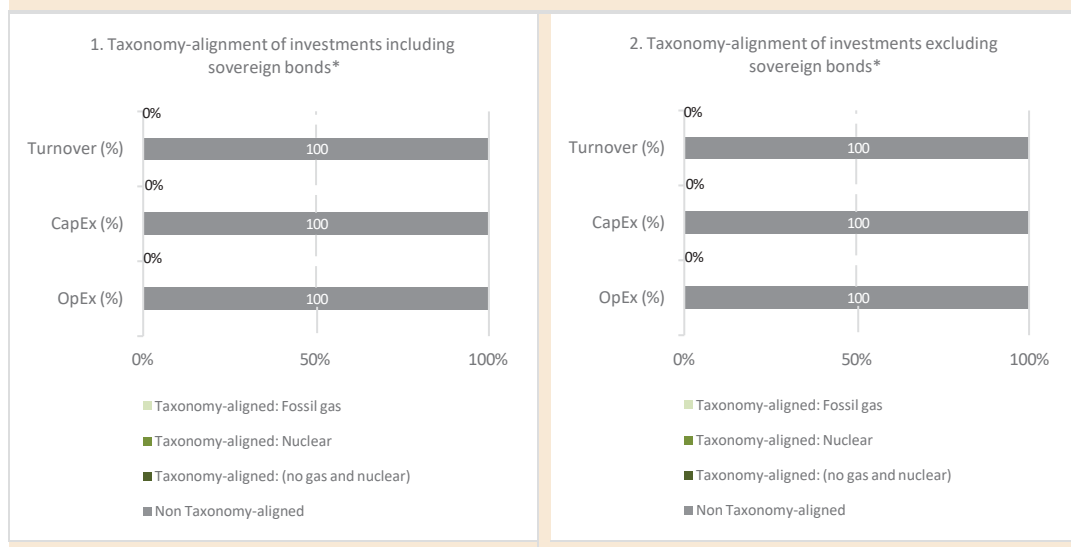 1. Taxonomy-alignment of investments including
sovereign bonds*
0%
Turnover (%)
100
0%
CapEx (%)
100
0%
OpEx (%)
100
0%
50%
100%
Taxonomy-aligned: Fossil gas
Taxonomy-aligned: Nuclear
Taxonomy-aligned: (no gas and nuclear)
Non Taxonomy-aligned
2. Taxonomy-alignment of investments excluding
sovereign bonds*
0%
Turnover (%)
100
0%
CapEx (%)
100
0%
OpEx (%)
100
0%
50%
100%
Taxonomy-aligned: Fossil gas
Taxonomy-aligned: Nuclear
Taxonomy-aligned: (no gas and nuclear)
Non Taxonomy-aligned